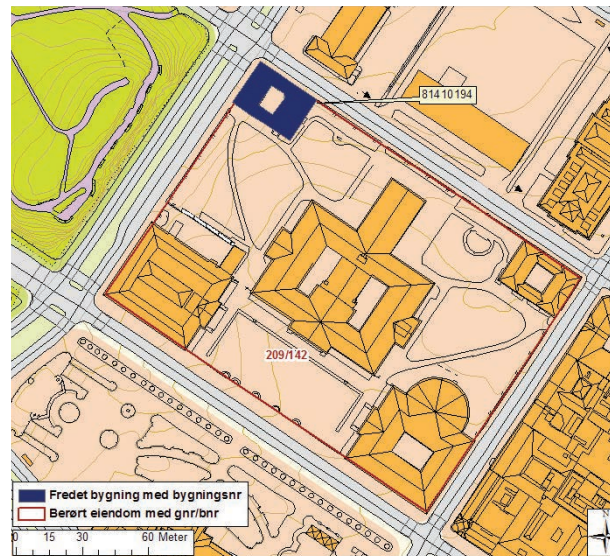 81410194
209/142
Fredet bygning med bygningsnr
Berørt eiendom med gnr/bnr
0 15 30 60 Meter
N